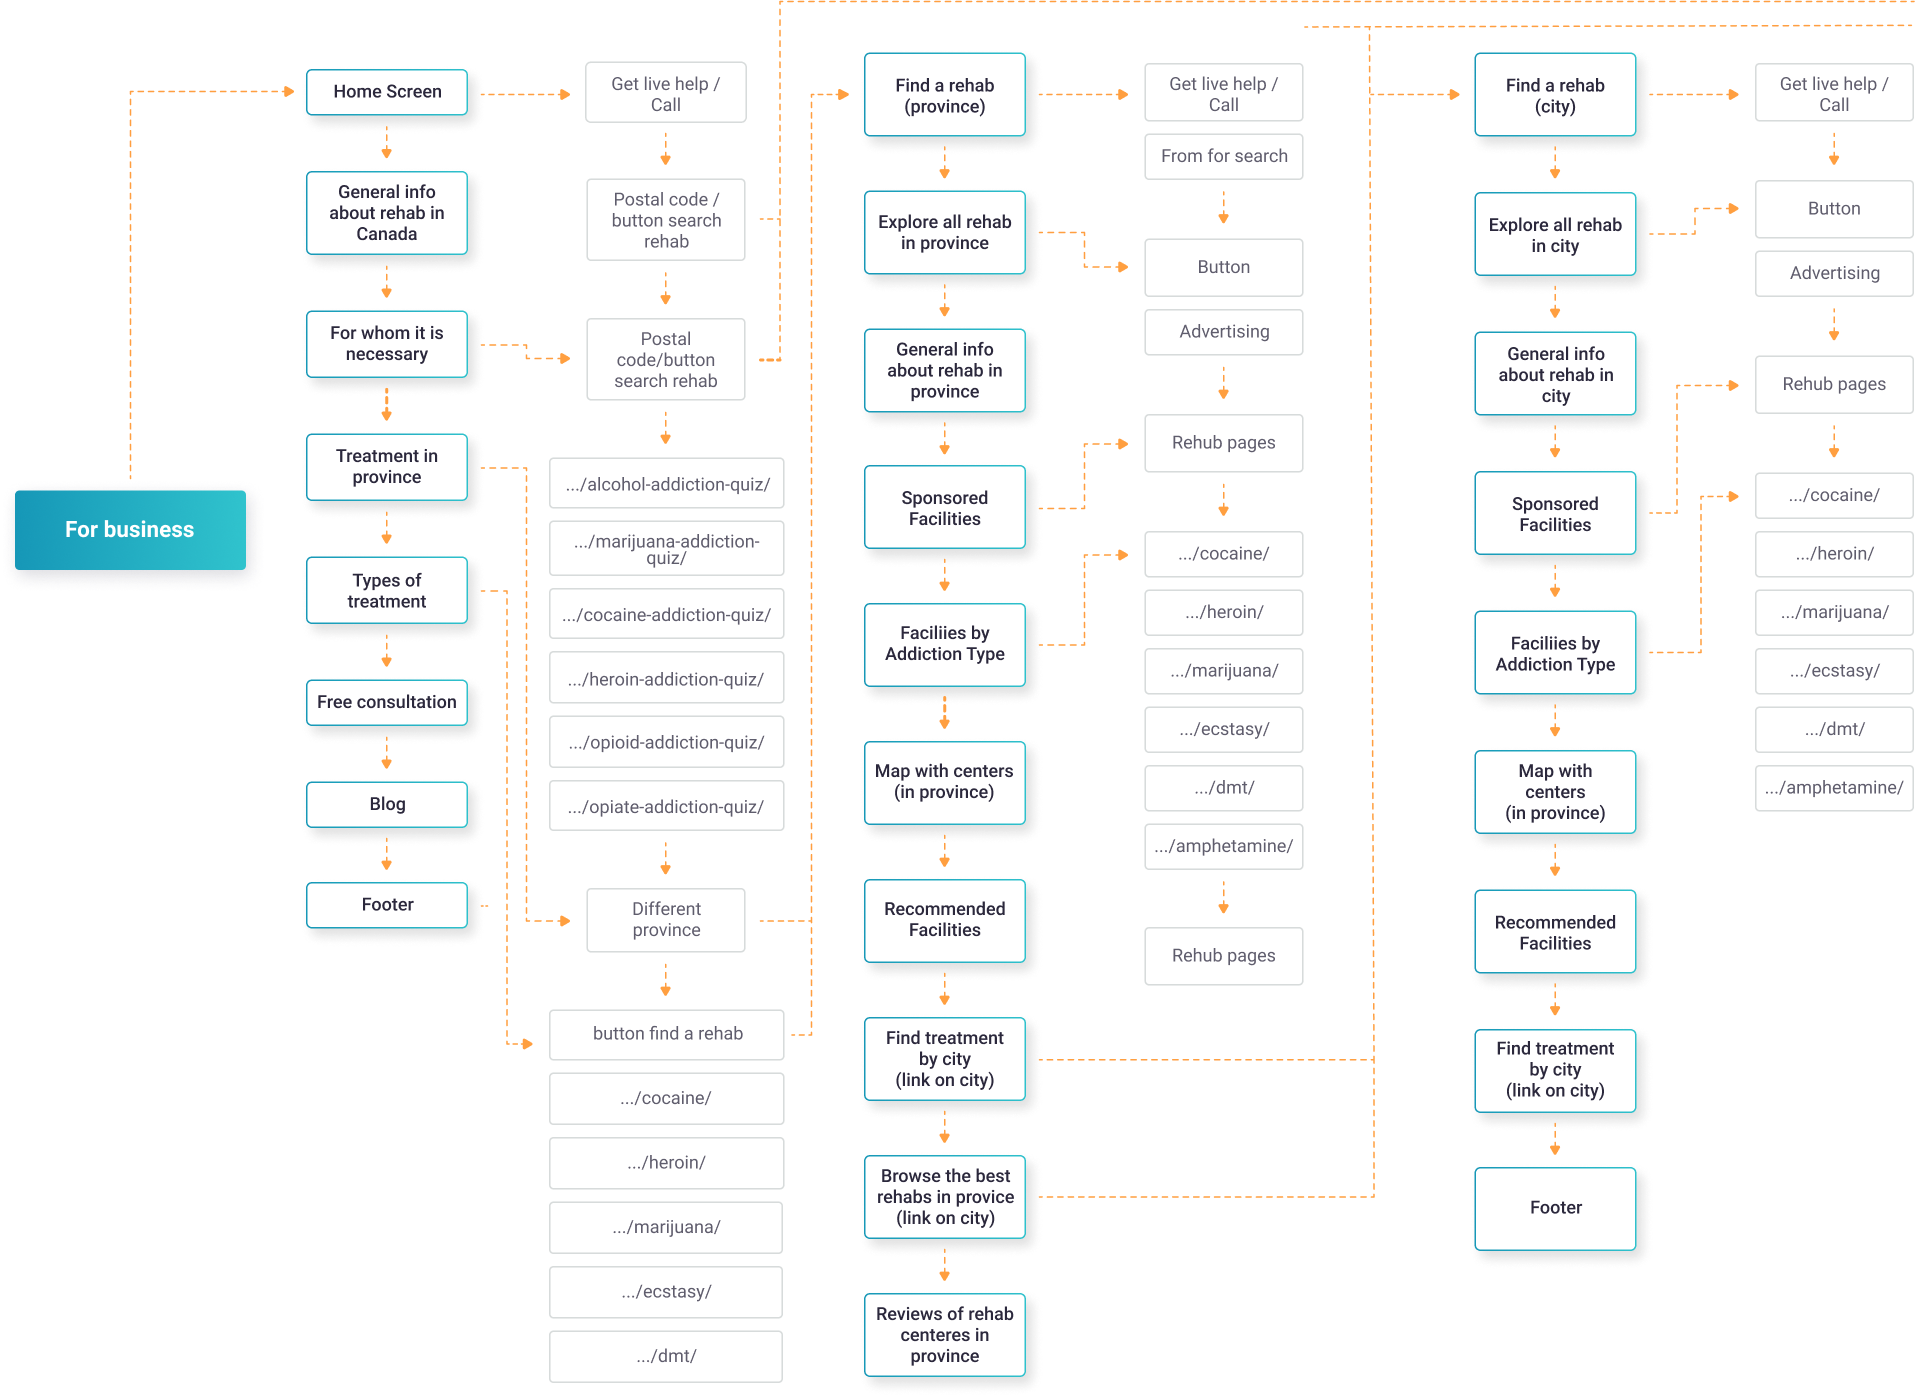 For business
Home Screen
General info
about rehab in
Canada
For whom it is
necessary
Treatment in
province
Types of
treatment
Free consultation
Blog
Footer
Get live help /
Call
Postal code /
button search
rehab
Postal
code/button
search rehab
.../alcohol-addiction-quiz/
.../marijuana-addiction-
quiz/
.../cocaine-addiction-quiz/
.../heroin-addiction-quiz/
.../opioid-addiction-quiz/
.../opiate-addiction-quiz/
Different
province
button find a rehab
.../cocaine/
.../heroin/
.../marijuana/
.../ecstasy/
.../dmt/
Find a rehab
(province)
Explore all rehab
in province
General info
about rehab in
province
Sponsored
Facilities
Faciliies by
Addiction Type
Map with centers
(in province)
Recommended
Facilities
Find treatment
by city
(link on city)
Browse the best
rehabs in provice
(link on city)
Reviews of rehab
centeres in
province
Get live help /
Call
From for search
Button
Advertising
Rehub pages
.../cocaine/
.../heroin/
.../marijuana/
.../ecstasy/
.../dmt/
.../amphetamine/
Rehub pages
Find a rehab
(city)
Explore all rehab
in city
General info
about rehab in
city
Sponsored
Facilities
Faciliies by
Addiction Type
Map with
centers
(in province)
Recommended
Facilities
Find treatment
by city
(link on city)
Footer
Get live help /
Call
Button
Advertising
Rehub pages
.../cocaine/
.../heroin/
.../marijuana/
.../ecstasy/
.../dmt/
.../amphetamine/